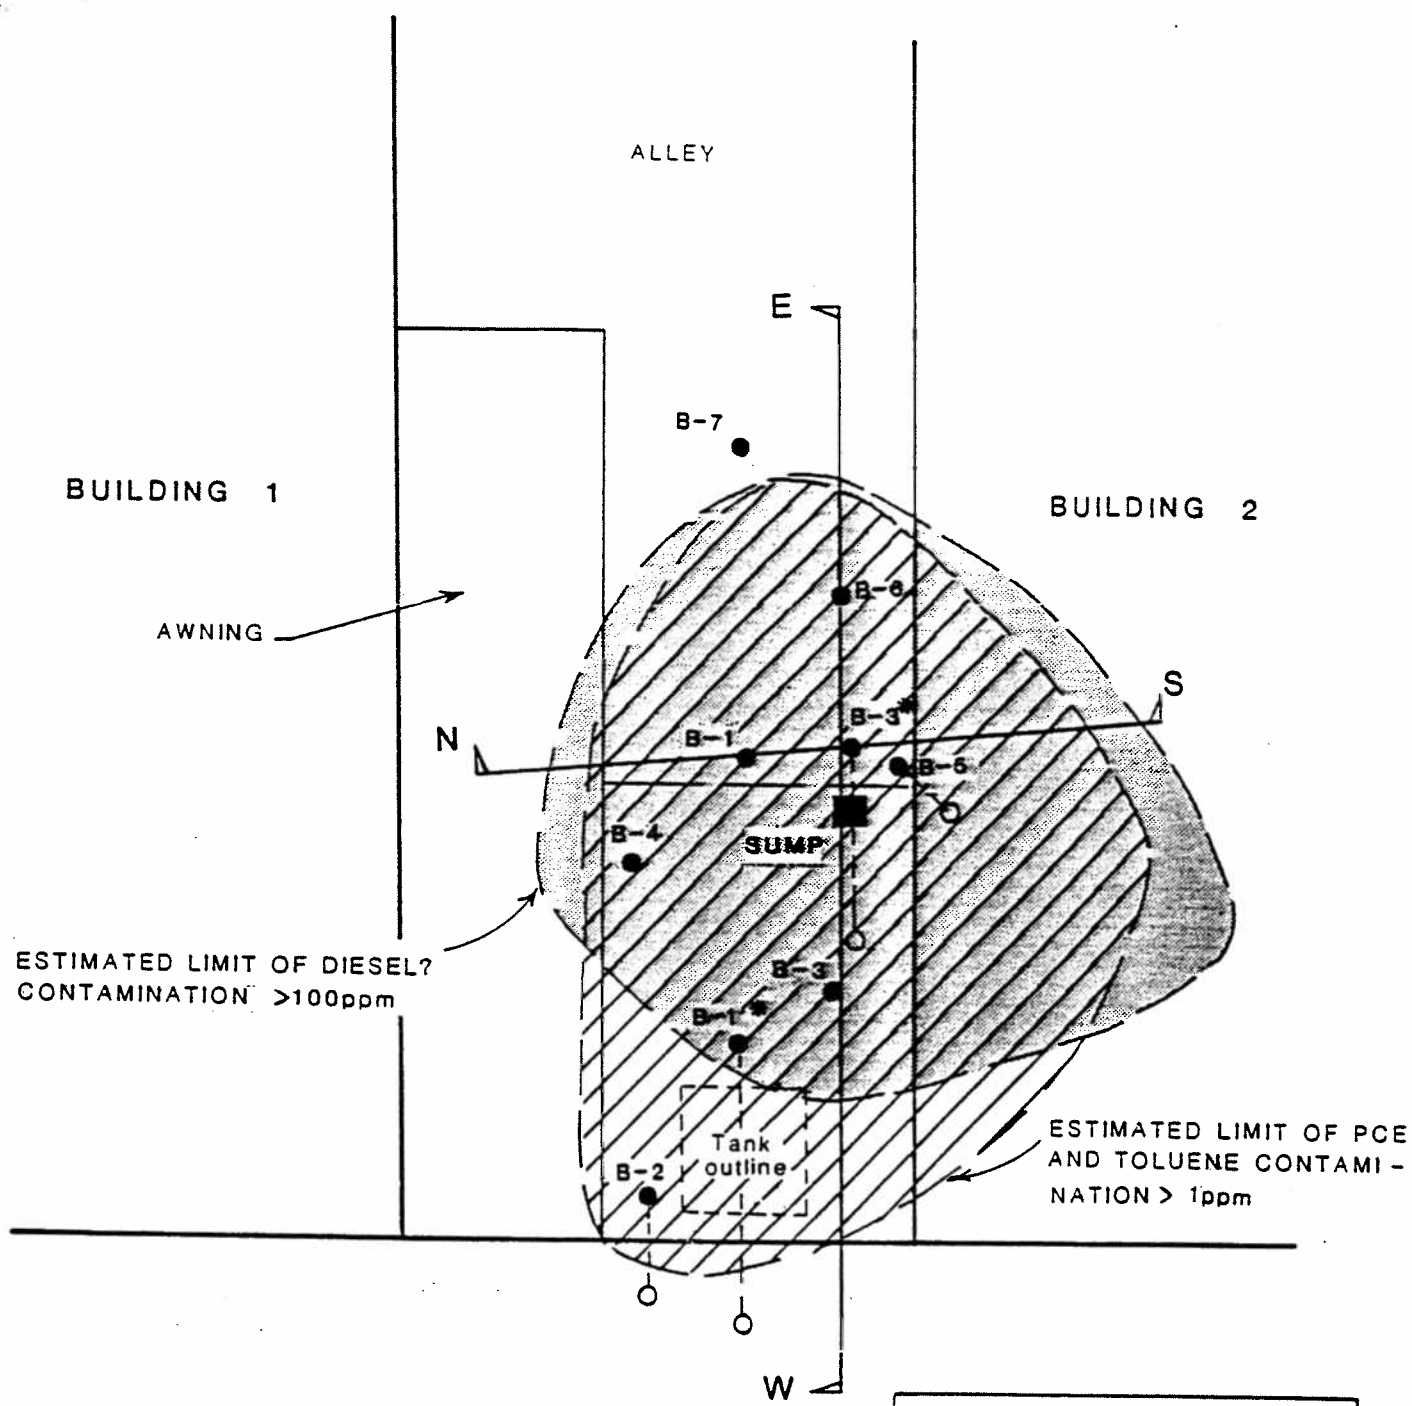 ALLEY
E
B-7
BUILDING 1
BUILDING 2
B-6
AWNING
S
B-3*
N
B-1
B-5
B-4
SUMP
ESTIMATED LIMIT OF DIESEL?
CONTAMINATION >100ppm
B-3
B-1*
ESTIMATED LIMIT OF PCE
AND TOLUENE CONTAMI-
NATION > 1ppm
Tank
outline
B-2
W